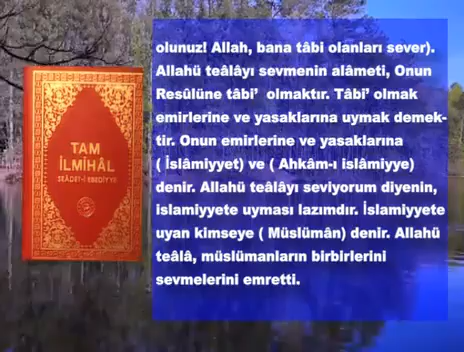 TAM
İLMİHÂL
SEÂDET-İ EBEDİYYE
olunuz! Allah, bana tâbi olanları sever).
Allahü teâlâyı sevmenin alâmeti, Onun
Resûlüne tâbi’ olmaktır. Tâbi’ olmak
emirlerine ve yasaklarına uymak demek-
tir. Onun emirlerine ve yasaklarına
( İslâmiyyet) ve ( Ahkâm-ı islâmiyye)
denir. Allahü teâlâyı seviyorum diyenin,
islamiyyete uyması lazımdır. İslamiyyete
uyan kimseye ( Müslümân) denir. Allahü
teâlâ, müslümanların birbirlerini
sevmelerini emretti.